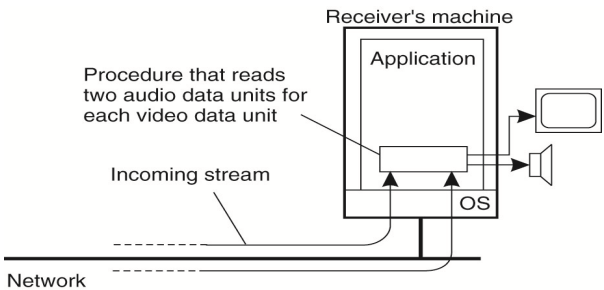 Receiver's machine
Application
Procedure that reads
two audio data units for
each video data unit
Incoming stream
OS
Network